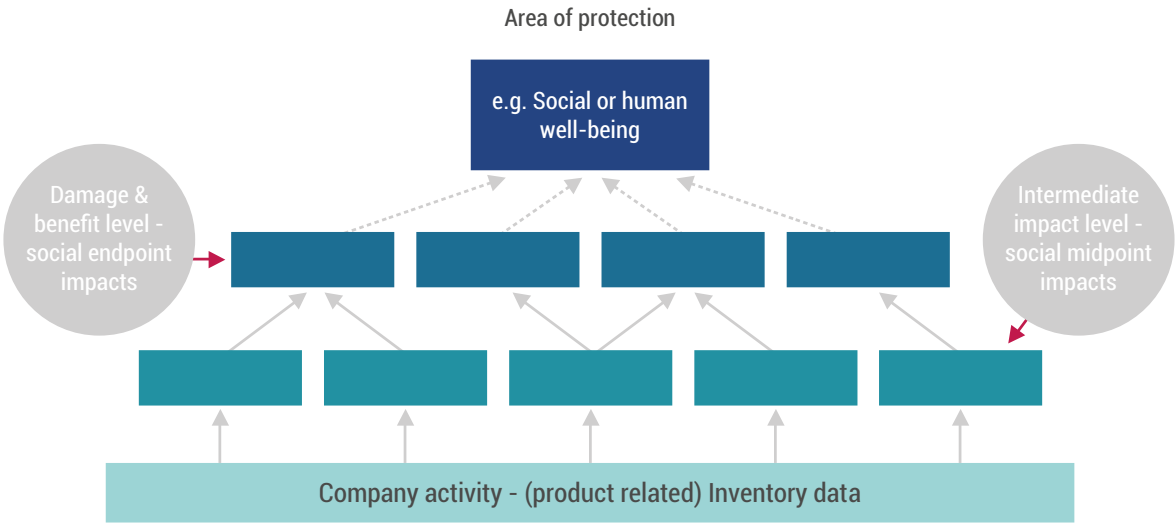 Area of protection
e.g. Social or human
well-being
Damage &
benefit level -
social endpoint
impacts
Intermediate
impact level -
social midpoint
impacts
Company activity - (product related) Inventory data